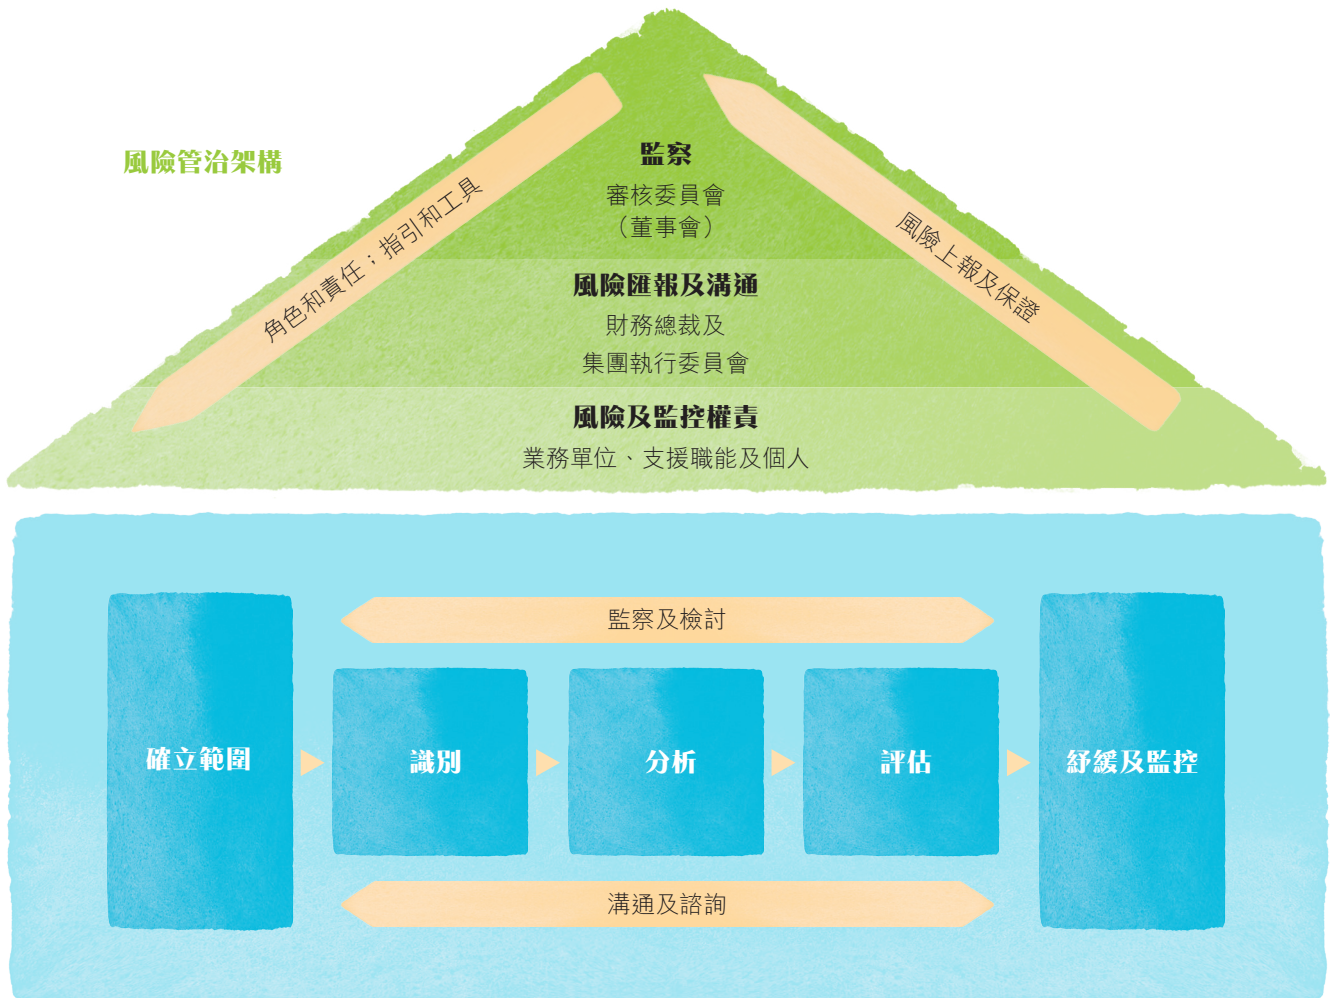 風險管治架構
監察
審核委員會
（董事會）
角色和責任；指引和工具
風險上報及保證
風險匯報及溝通
財務總裁及
集團執行委員會
風險及監控權責
業務單位、支援職能及個人
監察及檢討
確立範圍
識別
分析
評估
紓緩及監控
溝通及諮詢